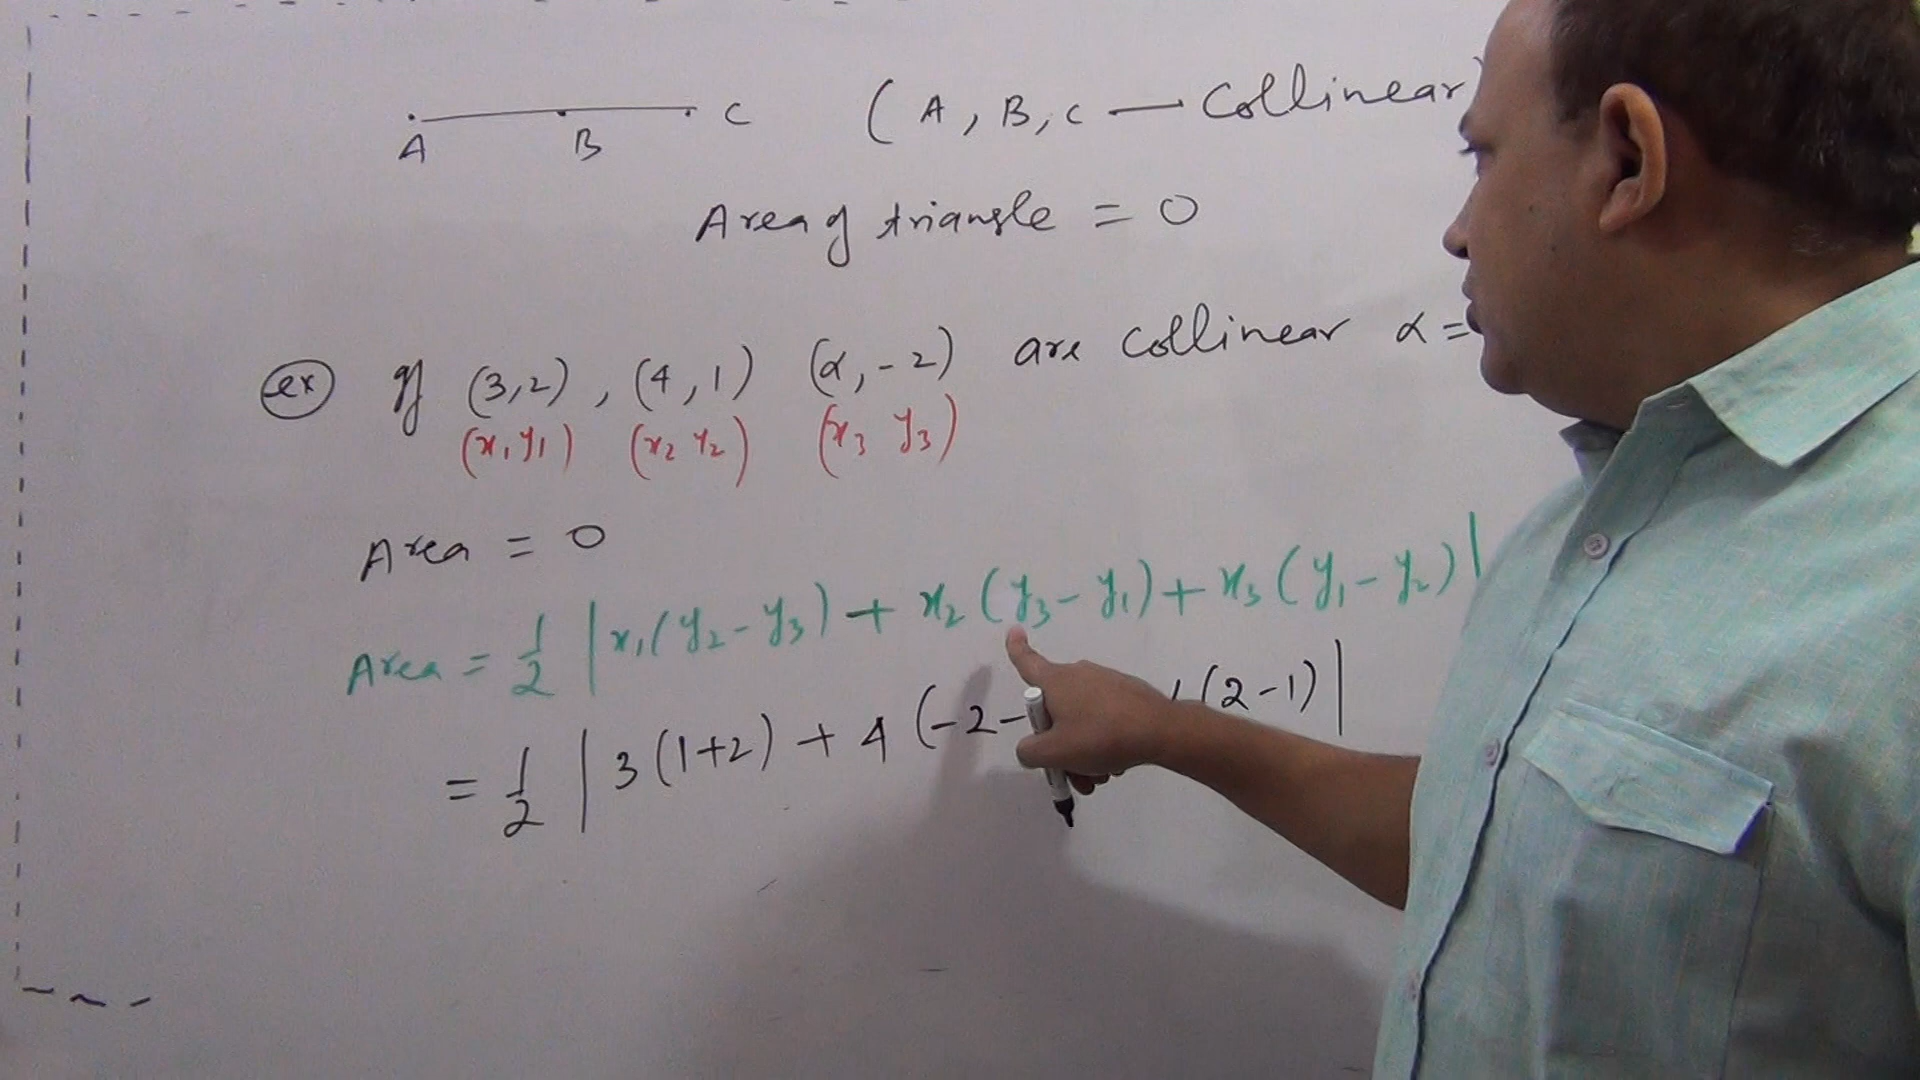 A B C ( A , B, C — Collinear)
Area of triangle = 0
ex If (3,2) , (4,1) (α,-2) are collinear α=
(x₁ y₁) (x₂ y₂) (x₃ y₃)
Area = 0
Area = 1/2 |x₁(y₂-y₃) + x₂(y₃-y₁)+x₃(y₁-y₂)|
= 1/2 | 3(1+2) + 4(-2- (2-1)|